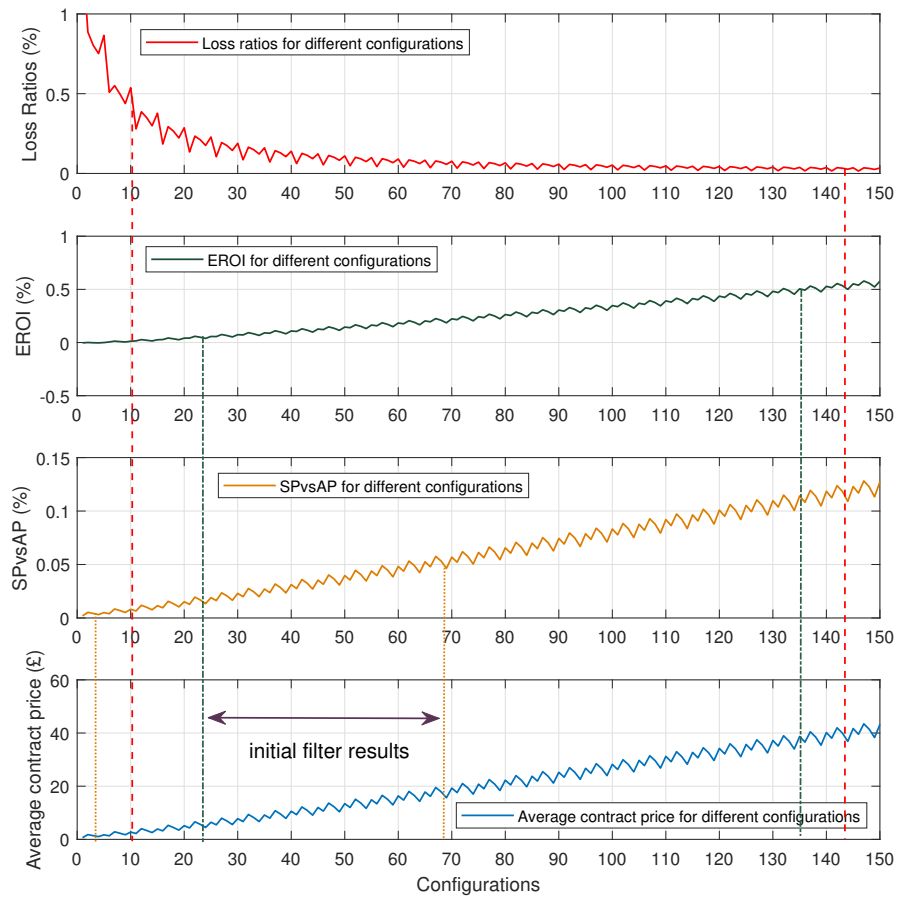 1
0.5
0
Loss Ratios (%)
Loss ratios for different configurations
0 10 20 30 40 50 60 70 80 90 100 110 120 130 140 150
1
0.5
0
-0.5
EROI (%)
EROI for different configurations
0 10 20 30 40 50 60 70 80 90 100 110 120 130 140 150
0.15
0.1
0.05
0
SPvsAP (%)
SPvsAP for different configurations
0 10 20 30 40 50 60 70 80 90 100 110 120 130 140 150
60
40
20
0
Average contract price (£)
initial filter results
Average contract price for different configurations
0 10 20 30 40 50 60 70 80 90 100 110 120 130 140 150
Configurations